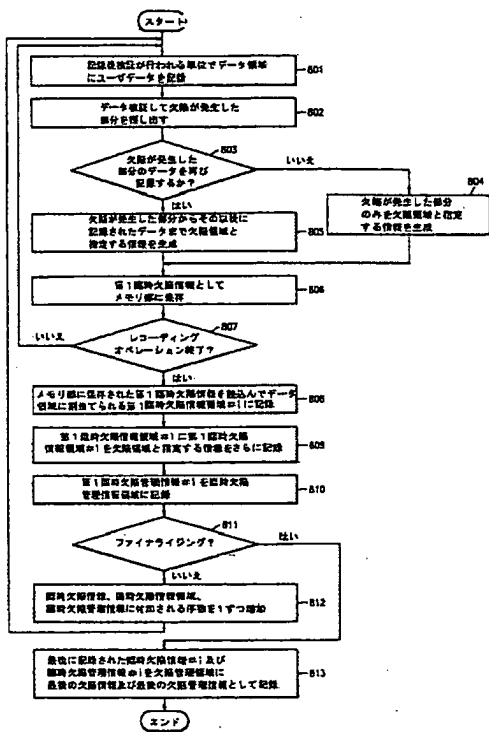 スタート
記録後検証が行われる単位でデータ領域
にユーザデータを記録
801
データ検証して欠陥が発生した
部分を探し出す
802
欠陥が発生した
部分のデータを再び
記録するか?
803
いいえ
はい
804
欠陥が発生した部分
のみを欠陥領域と指定
する情報を生成
欠陥が発生した部分からその以後に
記録されたデータまで欠陥領域と
指定する情報を生成
805
第1臨時欠陥情報として
メモリ部に保存
806
807
いいえ
レコーディング
オペレーション終了?
はい
メモリ部に保存された第1臨時欠陥情報を読込んでデータ
領域に割当てられる第1臨時欠陥情報領域#iに記録
808
第1臨時欠陥情報領域#iに第1臨時欠陥
情報領域#iを欠陥領域と指定する情報をさらに記録
809
第1臨時欠陥管理情報#iを臨時欠陥
管理情報領域に記録
810
811
ファイナライジング?
はい
いいえ
臨時欠陥情報、臨時欠陥情報領域、
臨時欠陥管理情報に付加される序数を1ずつ増加
812
最後に記録された臨時欠陥情報#i及び
臨時欠陥管理情報#iを欠陥管理領域に
最後の欠陥情報及び最後の欠陥管理情報として記録
813
エンド